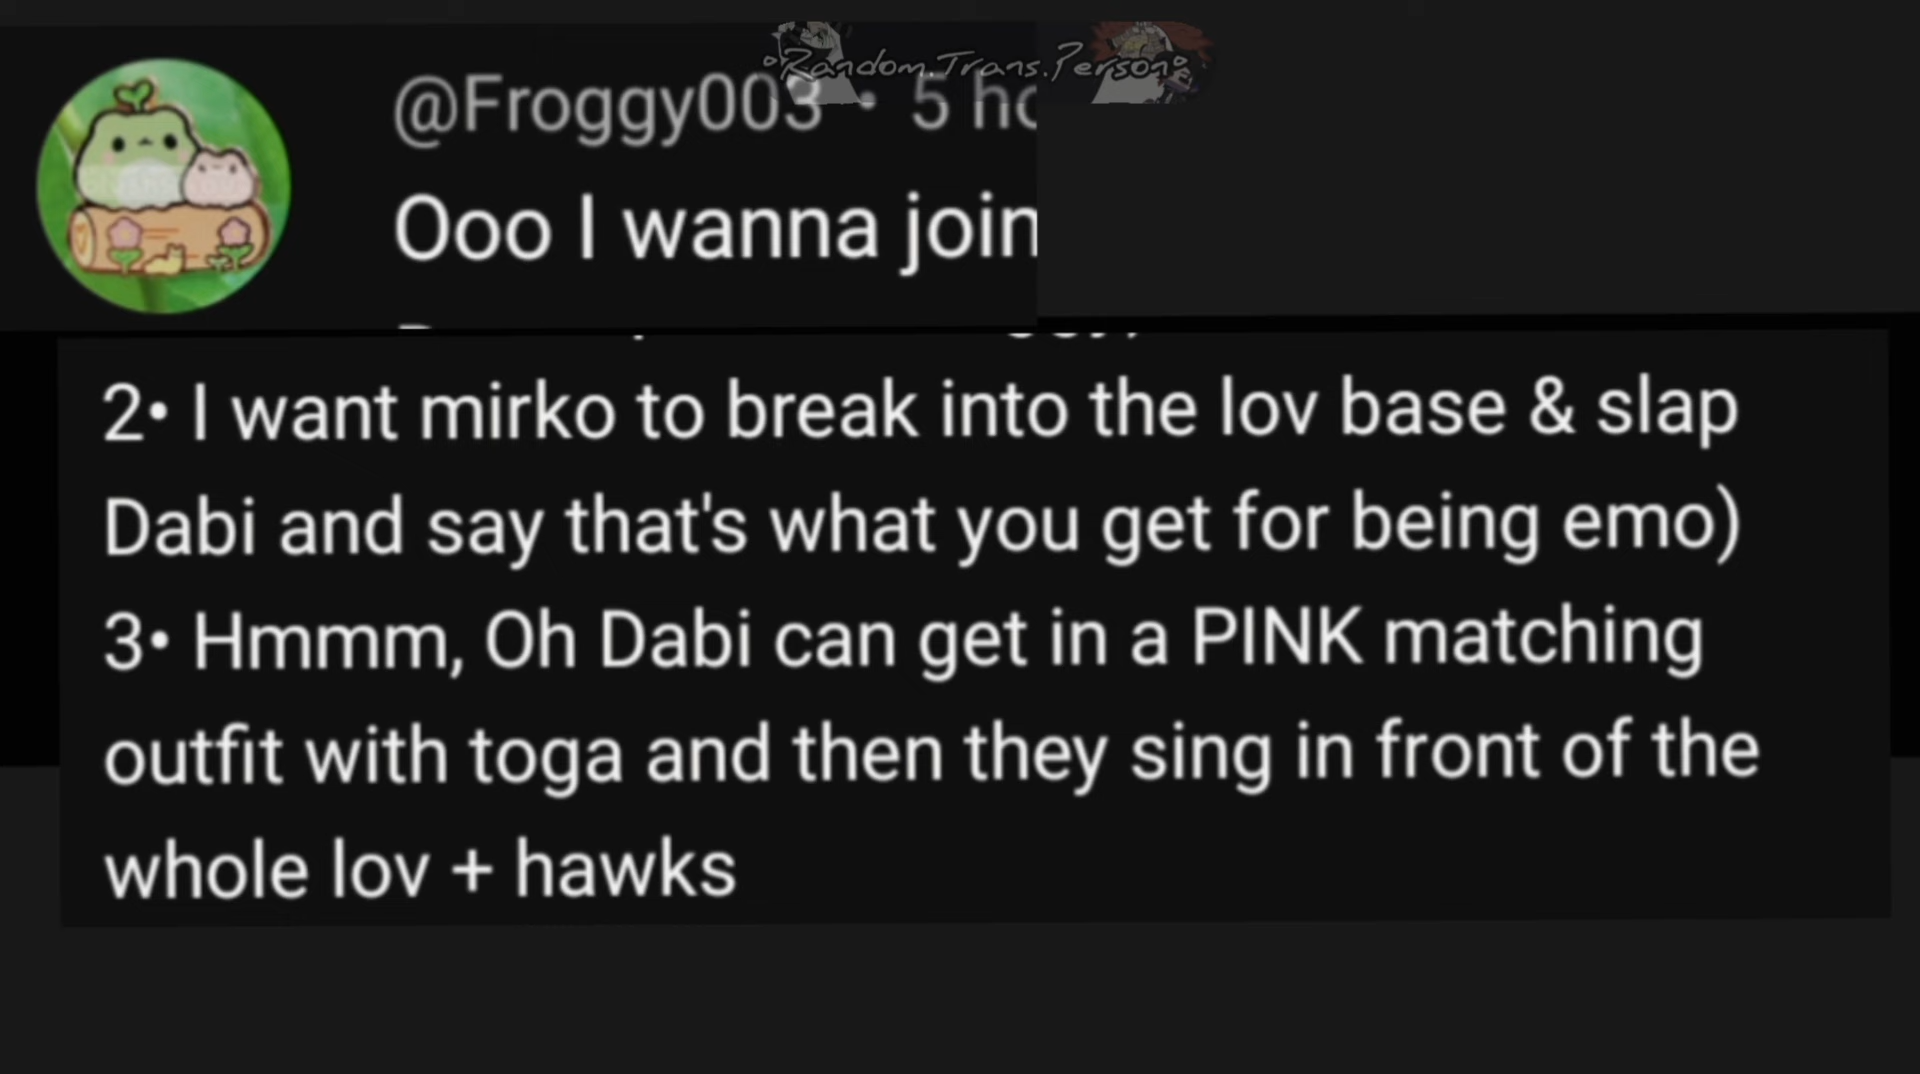 °Random.Trans.Person°
@Froggy003 • 5 ho
Ooo I wanna join
2• I want mirko to break into the lov base & slap
Dabi and say that's what you get for being emo)
3• Hmmm, Oh Dabi can get in a PINK matching
outfit with toga and then they sing in front of the
whole lov + hawks